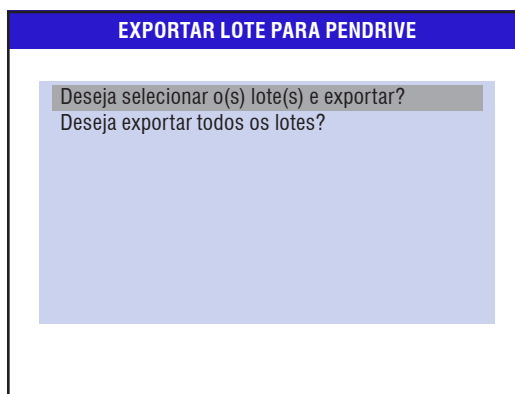 EXPORTAR LOTE PARA PENDRIVE
Deseja selecionar o(s) lote(s) e exportar?
Deseja exportar todos os lotes?